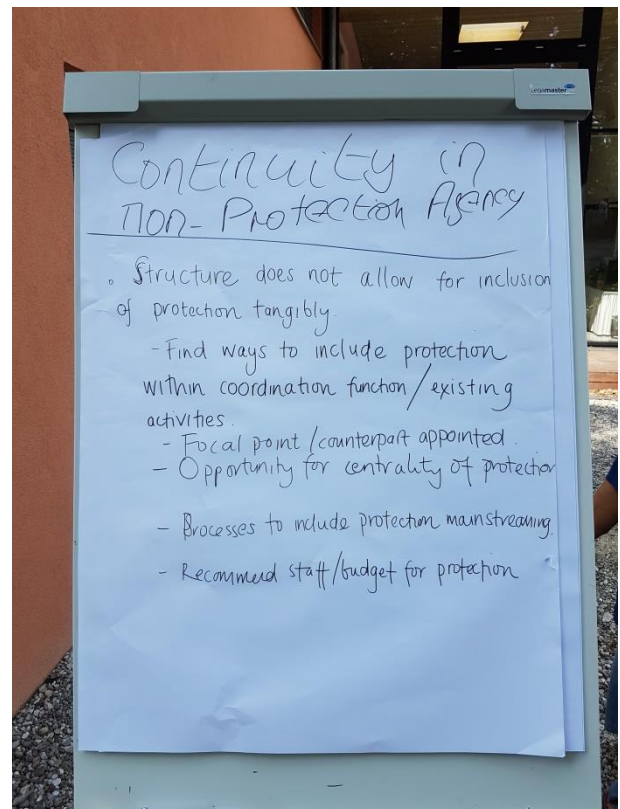 Legamaster
Continuity in
non-Protection Agency
. Structure does not allow for inclusion
of protection tangibly.
- Find ways to include protection
within coordination function/existing
activities.
- Focal point/counterpart appointed.
- Opportunity for centrality of protection
- Processes to include protection mainstreaming.
- Recommend staff/budget for protection